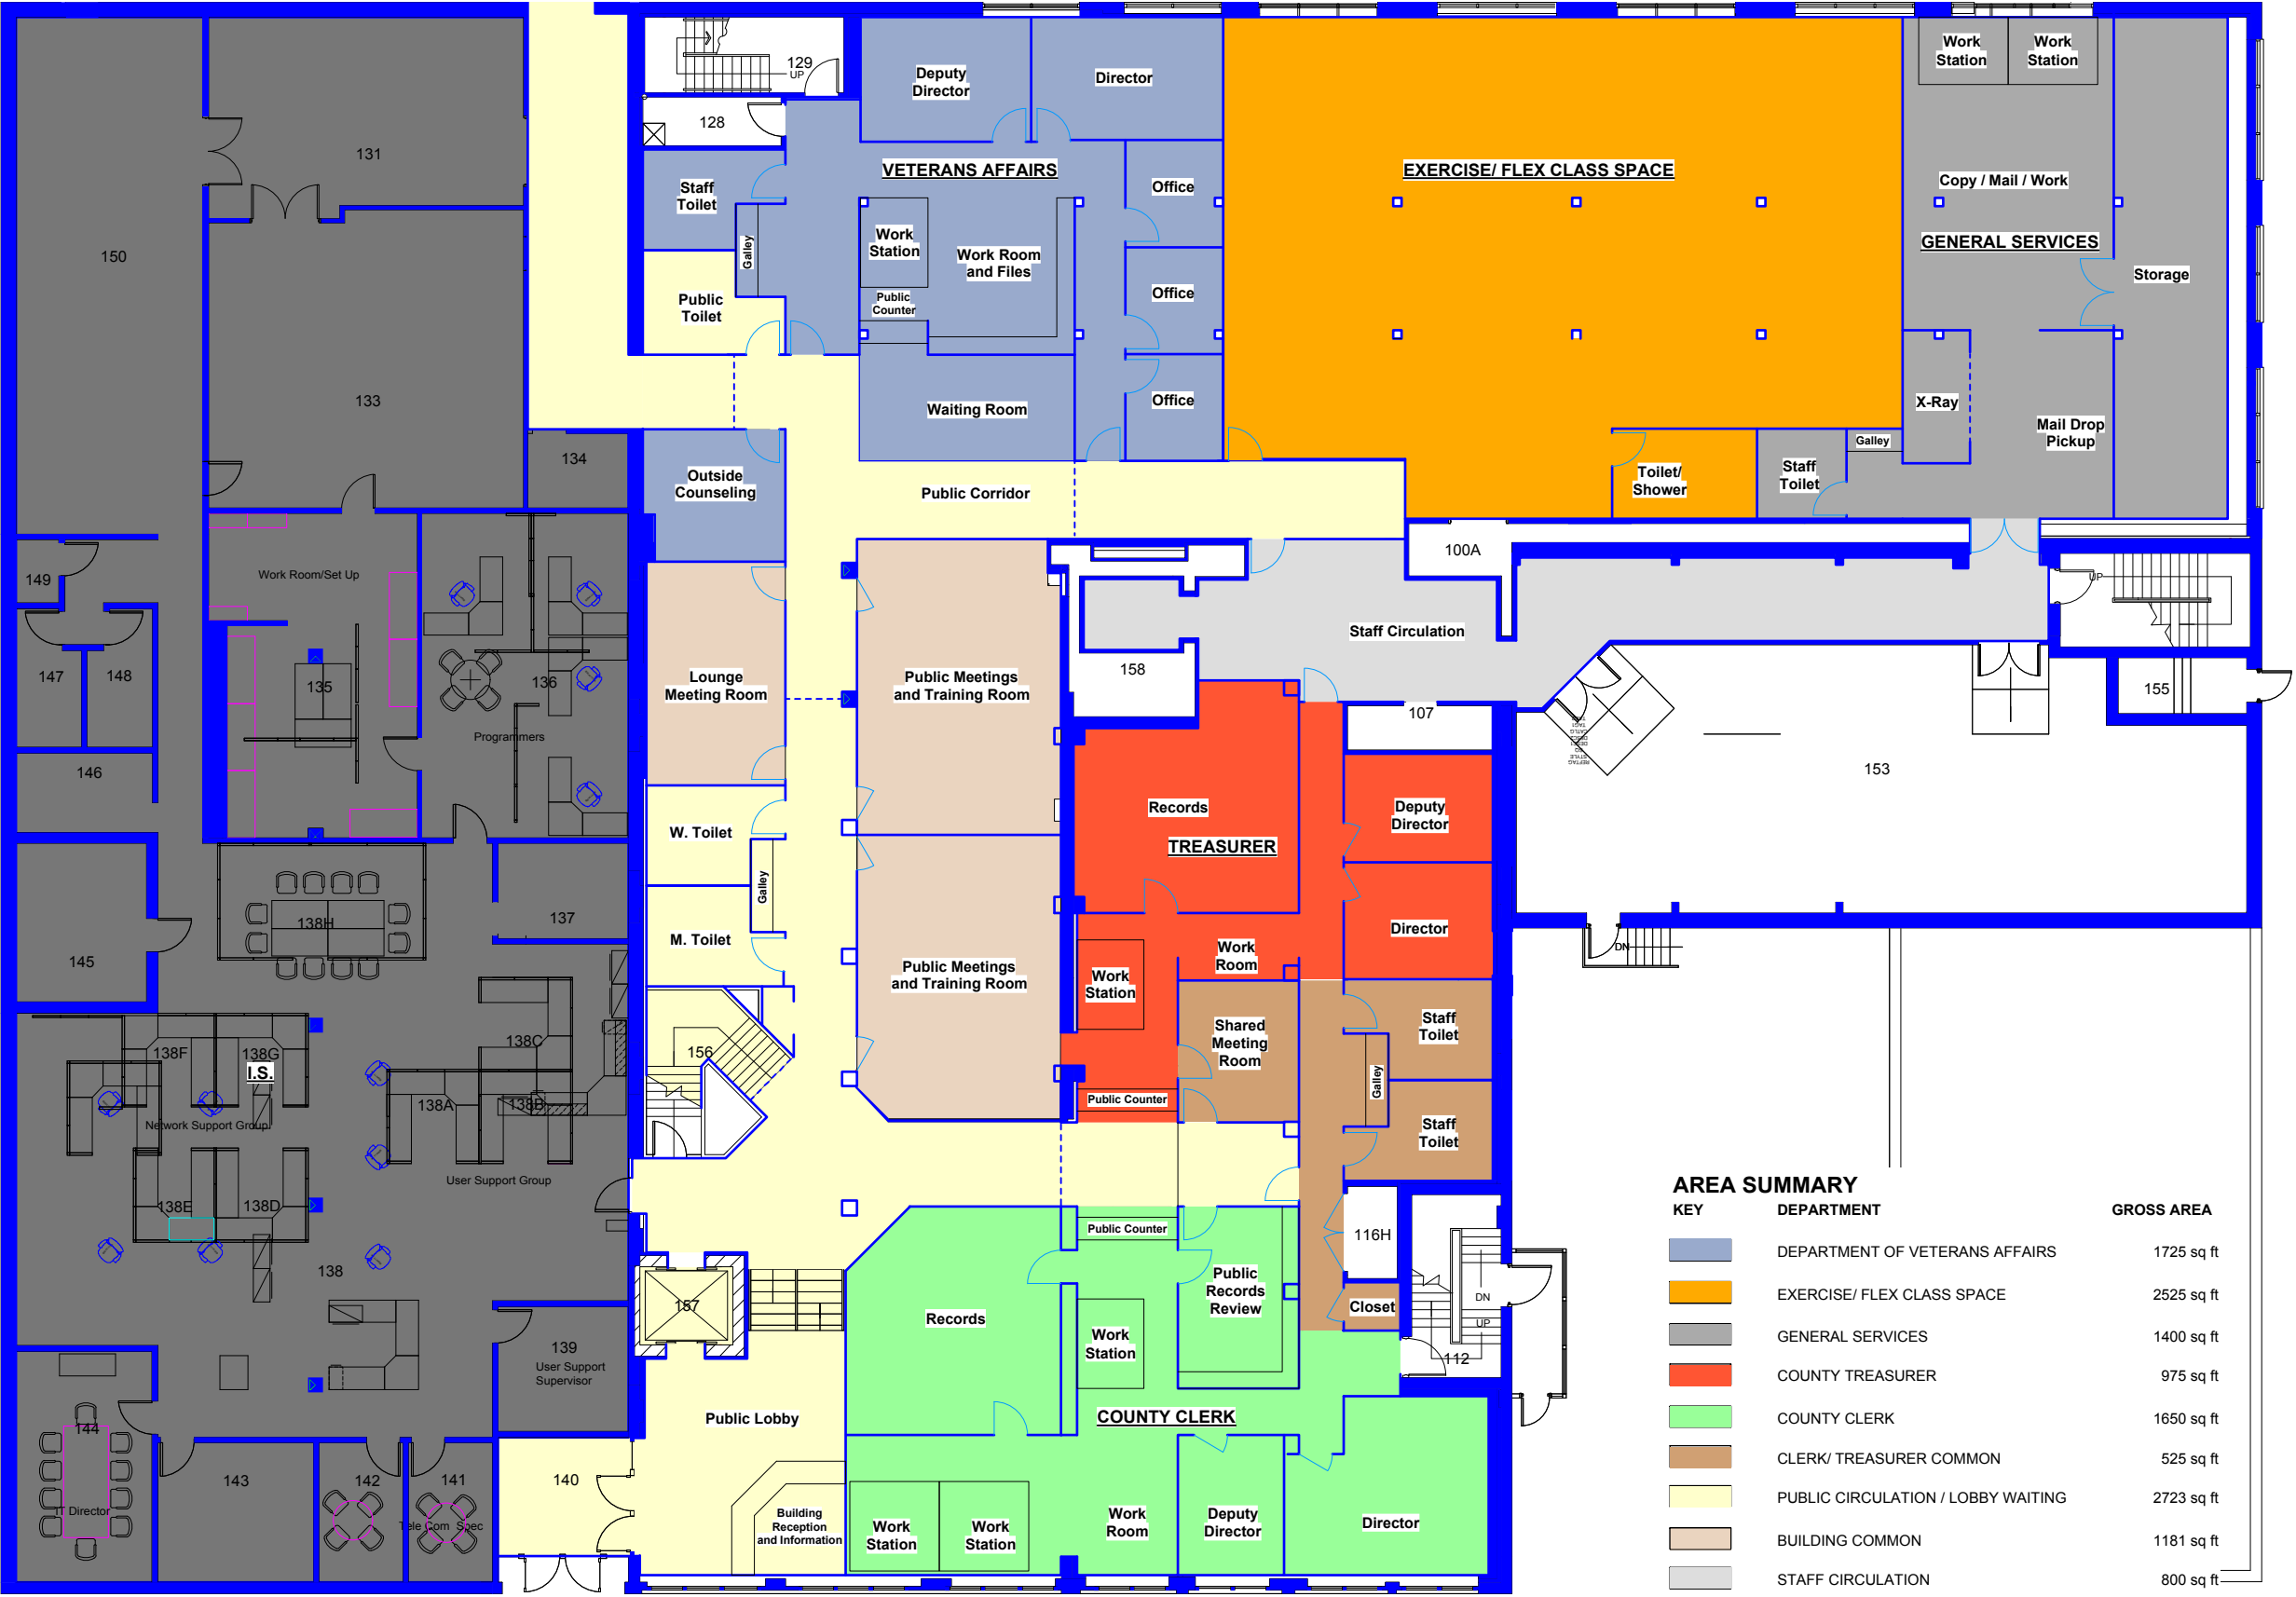 129
UP
Deputy
Director
Director
Work
Station
Work
Station
128
131
VETERANS AFFAIRS
EXERCISE/ FLEX CLASS SPACE
Copy / Mail / Work
Staff
Toilet
Office
Work
Station
Galley
Work Room
and Files
GENERAL SERVICES
150
Storage
Public
Toilet
Public
Counter
Office
133
Waiting Room
Office
X-Ray
Mail Drop
Pickup
Galley
134
Outside
Counseling
Public Corridor
Toilet/
Shower
Staff
Toilet
100A
149
Work Room/Set Up
UP
Staff Circulation
147
148
135
136
Lounge
Meeting Room
Public Meetings
and Training Room
158
155
107
Programmers
146
153
Records
Deputy
Director
W. Toilet
TREASURER
Galley
138H
137
M. Toilet
Director
145
Work
Room
DN
Public Meetings
and Training Room
Work
Station
138F
138G
138C
I.S.
156
Shared
Meeting
Room
Staff
Toilet
Galley
138A
138B
Public Counter
Network Support Group
Staff
Toilet
User Support Group
138E
138D
AREA SUMMARY
KEY
DEPARTMENT
GROSS AREA
Public Counter
116H
DEPARTMENT OF VETERANS AFFAIRS
1725 sq ft
138
Public
Records
Review
EXERCISE/ FLEX CLASS SPACE
2525 sq ft
157
DN
Closet
Records
UP
GENERAL SERVICES
1400 sq ft
139
User Support
Supervisor
Work
Station
112
COUNTY TREASURER
975 sq ft
Public Lobby
COUNTY CLERK
COUNTY CLERK
1650 sq ft
144
CLERK/ TREASURER COMMON
525 sq ft
143
142
141
140
PUBLIC CIRCULATION / LOBBY WAITING
2723 sq ft
IT Director
Tele Com Spec
Building
Reception
and Information
Work
Station
Work
Station
Work
Room
Deputy
Director
Director
BUILDING COMMON
1181 sq ft
STAFF CIRCULATION
800 sq ft